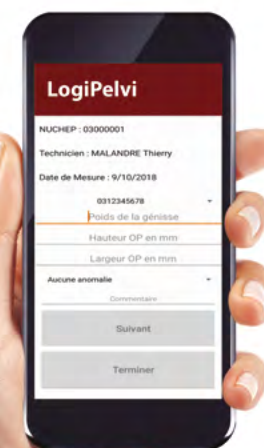 LogiPelvi
NUCHEP : 03000001
Technicien : MALANDRE Thierry
Date de Mesure : 9/10/2018
0312345678
Poids de la génisse
Hauteur OP en mm
Largeur OP en mm
Aucune anomalie
Commentaire
Suivant
Terminer